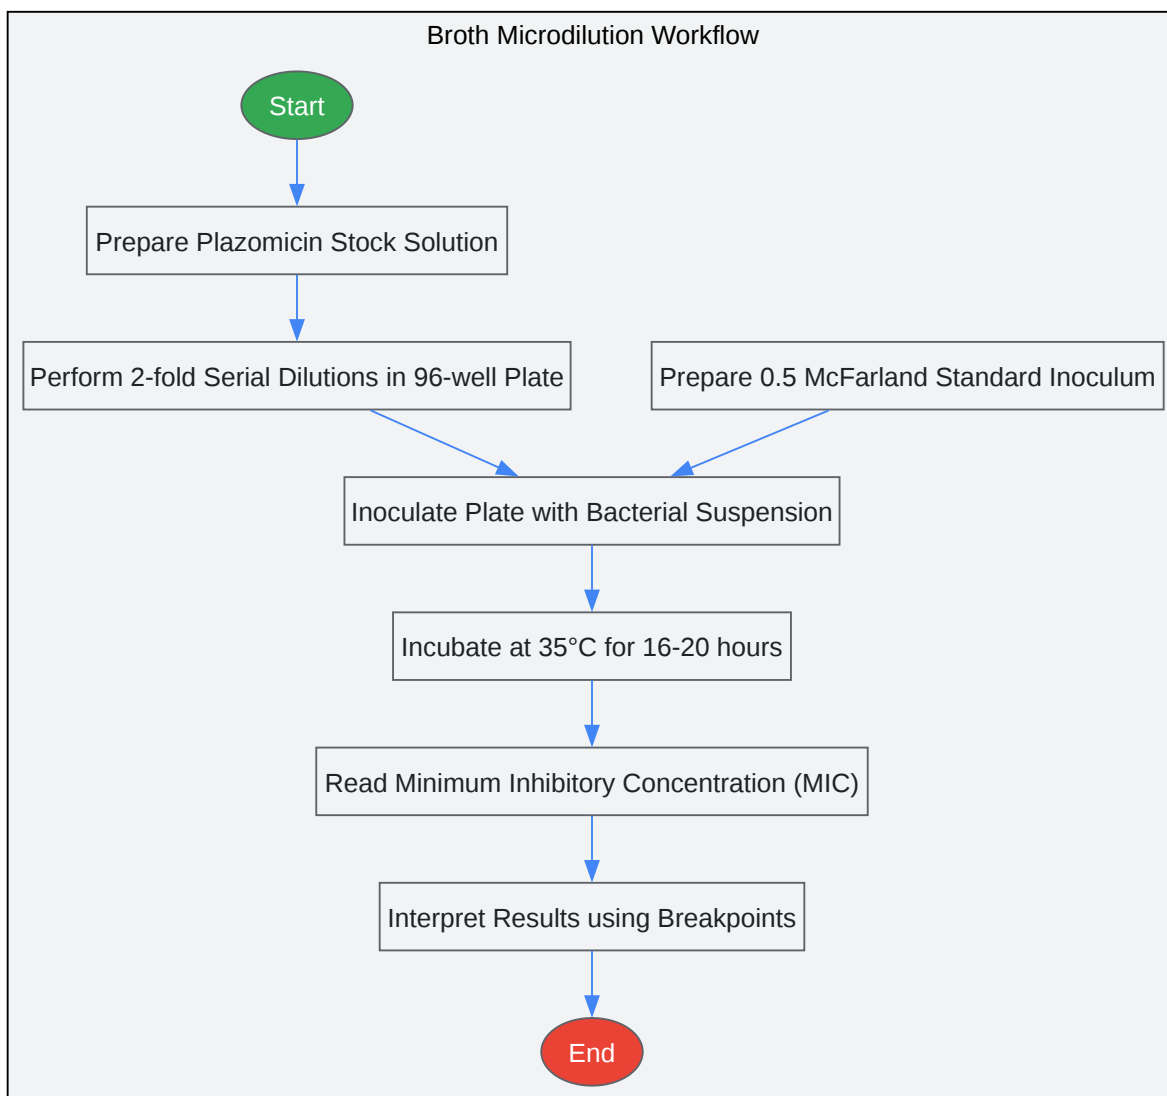 Broth Microdilution Workflow
Start
Prepare Plazomicin Stock Solution
Perform 2-fold Serial Dilutions in 96-well Plate
Prepare 0.5 McFarland Standard Inoculum
Inoculate Plate with Bacterial Suspension
Incubate at 35°C for 16-20 hours
Read Minimum Inhibitory Concentration (MIC)
Interpret Results using Breakpoints
End